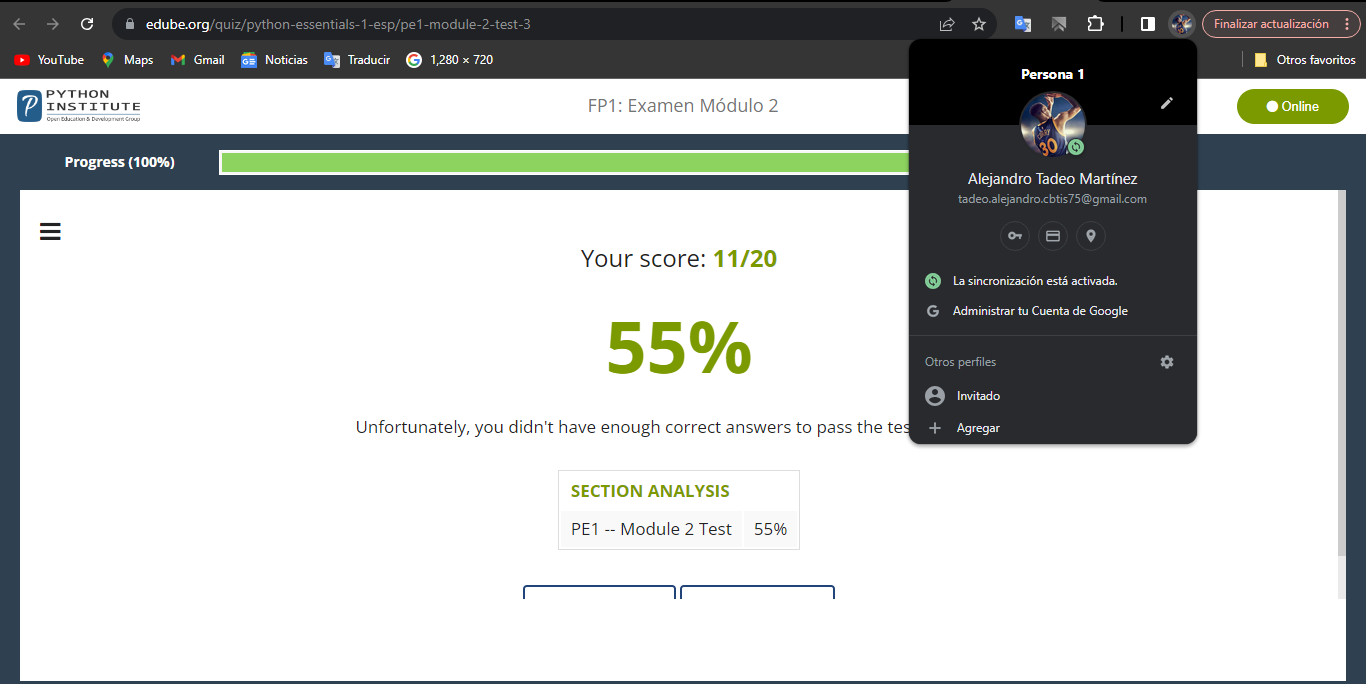 edube.org/quiz/python-essentials-1-esp/pe1-module-2-test-3
Finalizar actualización
YouTube
Maps
Gmail
Noticias
Traducir
1,280 × 720
Otros favoritos
PYTHON
INSTITUTE
Open Education & Development Group
FP1: Examen Módulo 2
Online
Progress (100%)
Your score: 11/20
55%
Unfortunately, you didn't have enough correct answers to pass the tes
SECTION ANALYSIS
PE1 -- Module 2 Test 55%
Persona 1
30
Alejandro Tadeo Martínez
tadeo.alejandro.cbtis75@gmail.com
La sincronización está activada.
Administrar tu Cuenta de Google
Otros perfiles
Invitado
Agregar